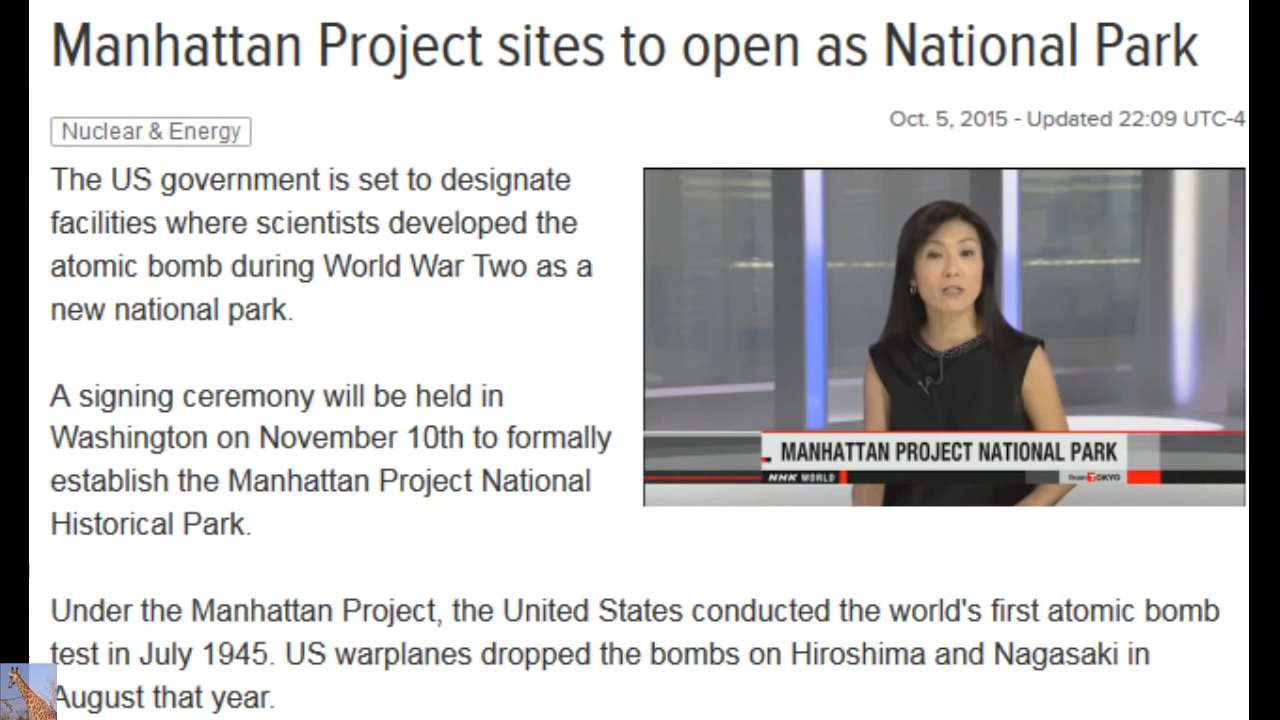 Manhattan Project sites to open as National Park
Nuclear & Energy
Oct. 5, 2015 - Updated 22:09 UTC-4
The US government is set to designate
facilities where scientists developed the
atomic bomb during World War Two as a
new national park.
A signing ceremony will be held in
Washington on November 10th to formally
establish the Manhattan Project National
Historical Park.
MANHATTAN PROJECT NATIONAL PARK
NHK WORLD
from TOKYO
Under the Manhattan Project, the United States conducted the world's first atomic bomb
test in July 1945. US warplanes dropped the bombs on Hiroshima and Nagasaki in
August that year.